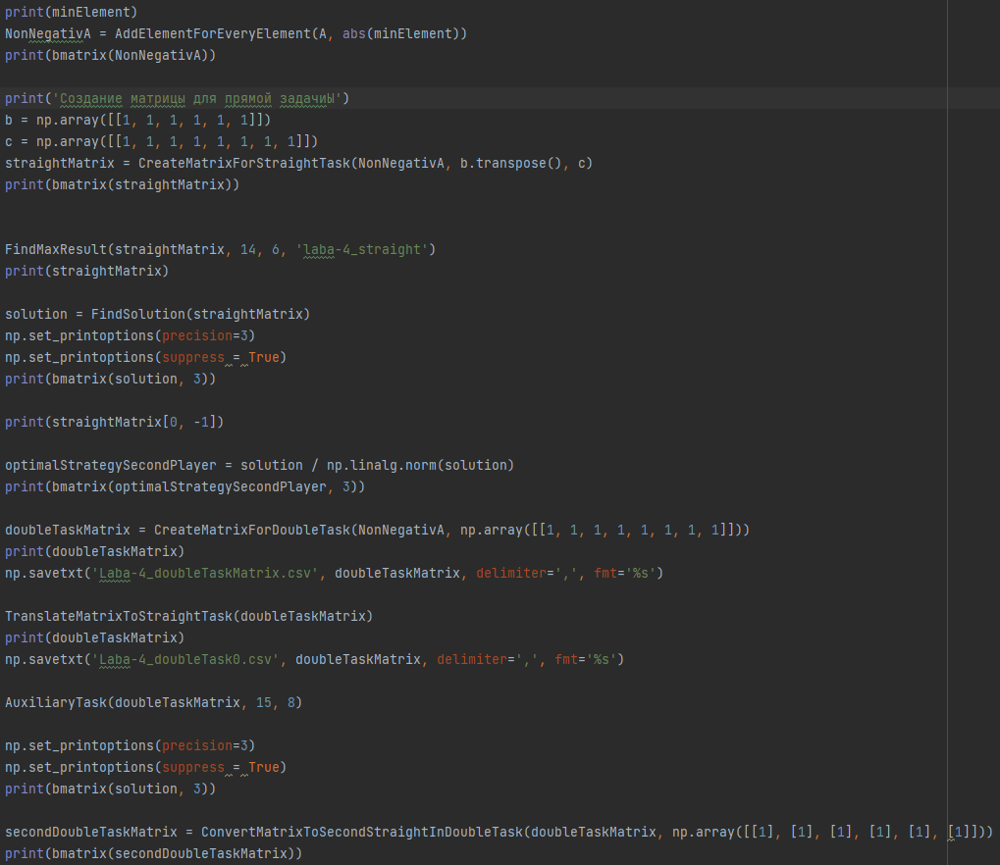 print(minElement)
NonNegativA = AddElementForEveryElement(A, abs(minElement))
print(bmatrix(NonNegativA))
print('Создание матрицы для прямой задачиЫ')
b = np.array([[1, 1, 1, 1, 1, 1]])
c = np.array([[1, 1, 1, 1, 1, 1, 1, 1]])
straightMatrix = CreateMatrixForStraightTask(NonNegativA, b.transpose(), c)
print(bmatrix(straightMatrix))
FindMaxResult(straightMatrix, 14, 6, 'laba-4_straight')
print(straightMatrix)
solution = FindSolution(straightMatrix)
np.set_printoptions(precision=3)
np.set_printoptions(suppress = True)
print(bmatrix(solution, 3))
print(straightMatrix[0, -1])
optimalStrategySecondPlayer = solution / np.linalg.norm(solution)
print(bmatrix(optimalStrategySecondPlayer, 3))
doubleTaskMatrix = CreateMatrixForDoubleTask(NonNegativA, np.array([[1, 1, 1, 1, 1, 1, 1, 1]]))
print(doubleTaskMatrix)
np.savetxt('Laba-4_doubleTaskMatrix.csv', doubleTaskMatrix, delimiter=',', fmt='%s')
TranslateMatrixToStraightTask(doubleTaskMatrix)
print(doubleTaskMatrix)
np.savetxt('Laba-4_doubleTask0.csv', doubleTaskMatrix, delimiter=',', fmt='%s')
AuxiliaryTask(doubleTaskMatrix, 15, 8)
np.set_printoptions(precision=3)
np.set_printoptions(suppress = True)
print(bmatrix(solution, 3))
secondDoubleTaskMatrix = ConvertMatrixToSecondStraightInDoubleTask(doubleTaskMatrix, np.array([[1], [1], [1], [1], [1], [1]]))
print(bmatrix(secondDoubleTaskMatrix))